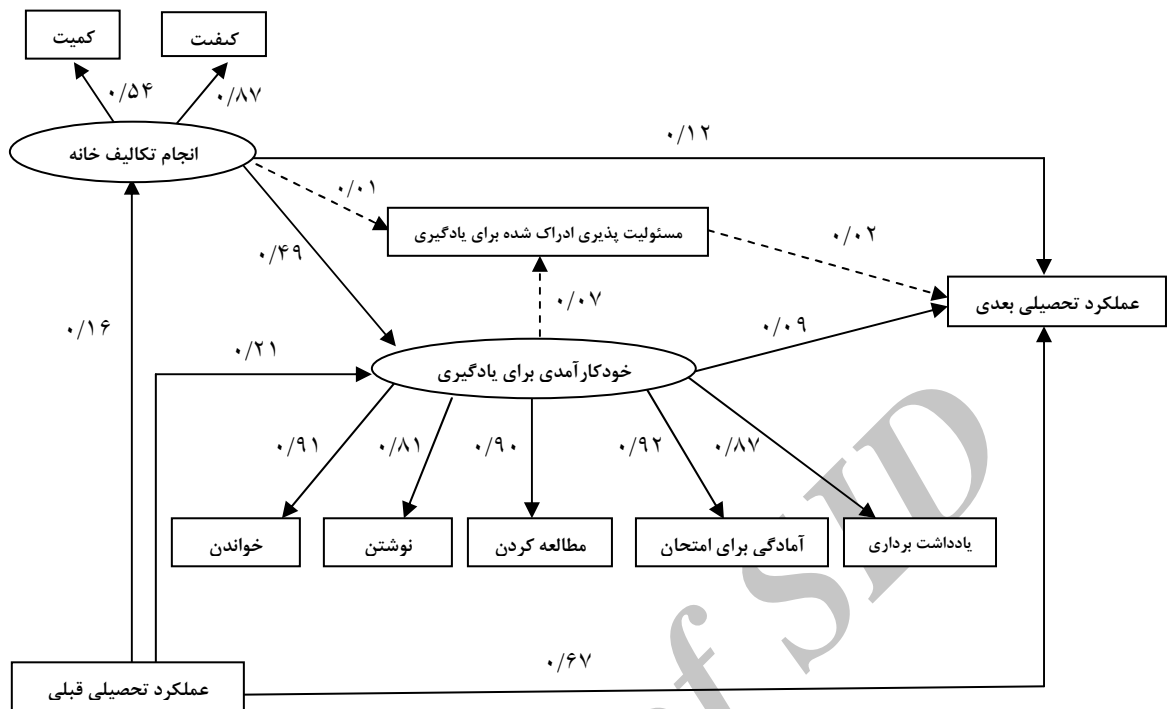 کمیت
کیفیت
۰/۵۴
۰/۸۷
انجام تکالیف خانه
۰/۱۲
۰/۰۱
مسئولیت پذیری ادراک شده برای یادگیری
۰/۰۲
۰/۴۹
۰/۰۷
عملکرد تحصیلی بعدی
۰/۱۶
۰/۲۱
۰/۰۹
خودکارآمدی برای یادگیری
۰/۹۱
۰/۸۱
۰/۹۰
۰/۹۲
۰/۸۷
خواندن
نوشتن
مطالعه کردن
آمادگی برای امتحان
یادداشت برداری
۰/۶۷
عملکرد تحصیلی قبلی
of SID